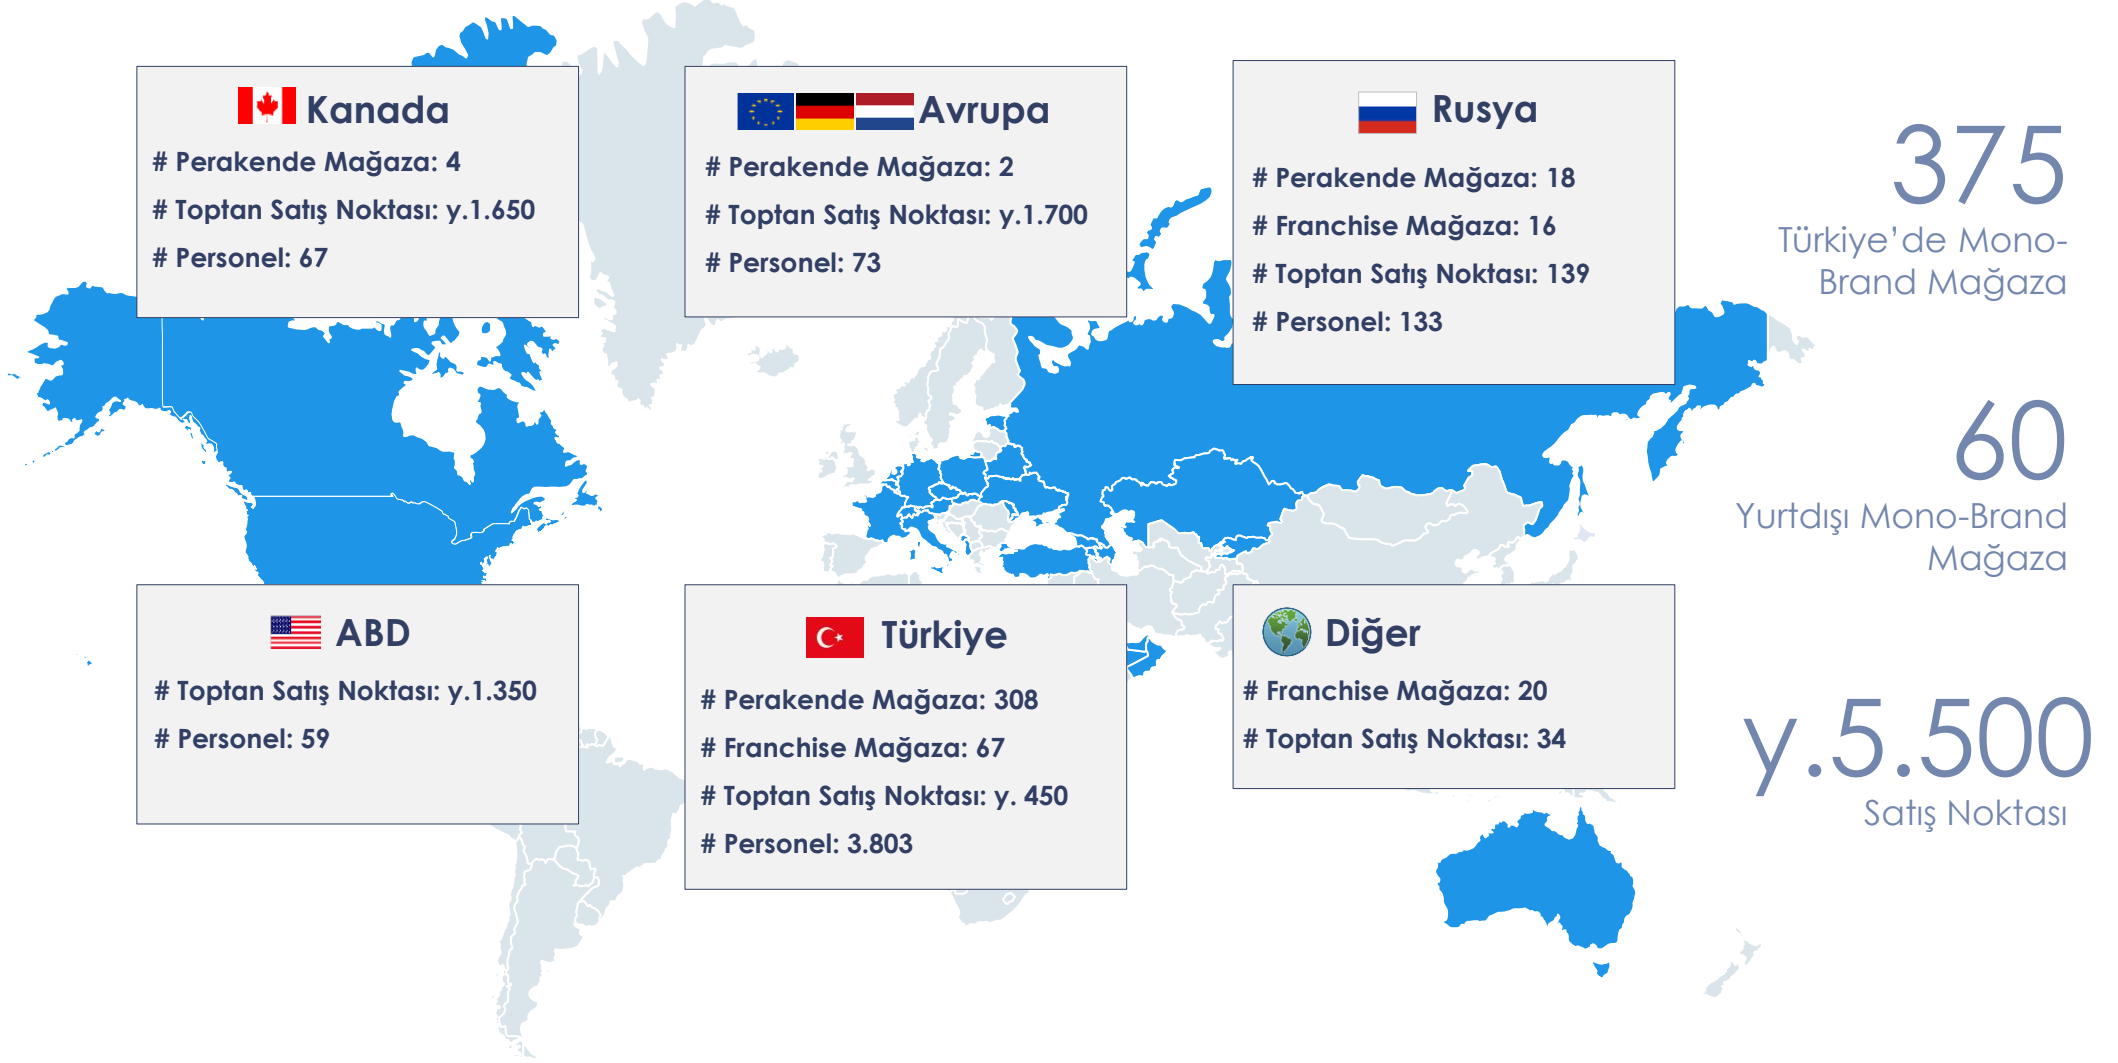 Kanada
# Perakende Mağaza: 4
# Toptan Satış Noktası: y.1.650
# Personel: 67
Avrupa
# Perakende Mağaza: 2
# Toptan Satış Noktası: y.1.700
# Personel: 73
Rusya
# Perakende Mağaza: 18
# Franchise Mağaza: 16
# Toptan Satış Noktası: 139
# Personel: 133
ABD
# Toptan Satış Noktası: y.1.350
# Personel: 59
Türkiye
# Perakende Mağaza: 308
# Franchise Mağaza: 67
# Toptan Satış Noktası: y. 450
# Personel: 3.803
Diğer
# Franchise Mağaza: 20
# Toptan Satış Noktası: 34
375
Türkiye’de Mono-
Brand Mağaza
60
Yurtdışı Mono-Brand
Mağaza
y.5.500
Satış Noktası